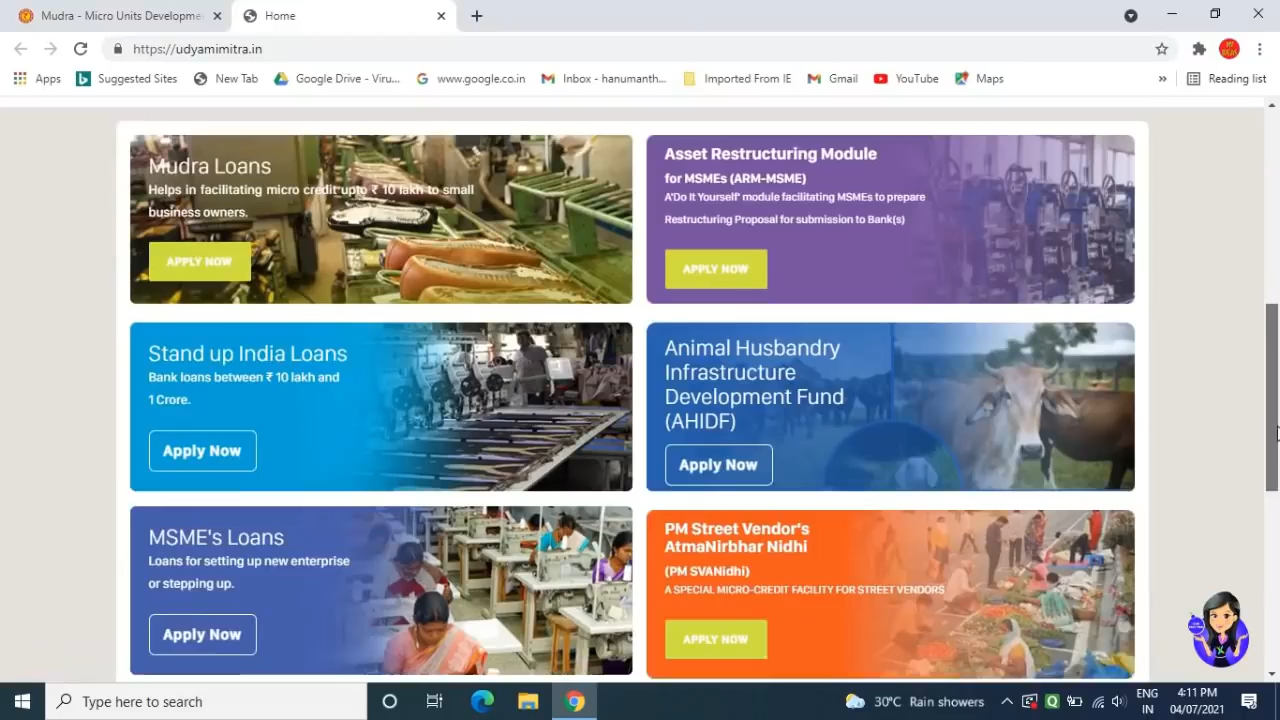 Mudra - Micro Units Developme
Home
https://udyamimitra.in
Apps
Suggested Sites
New Tab
Google Drive - Viru...
www.google.co.in
Inbox - hanumanth...
Imported From IE
Gmail
YouTube
Maps
»
Reading list
Mudra Loans
Helps in facilitating micro credit upto ₹ 10 lakh to small
business owners.
APPLY NOW
Asset Restructuring Module
for MSMEs (ARM-MSME)
A'Do It Yourself' module facilitating MSMEs to prepare
Restructuring Proposal for submission to Bank(s)
APPLY NOW
Stand up India Loans
Bank loans between ₹ 10 lakh and
1 Crore.
Apply Now
Animal Husbandry
Infrastructure
Development Fund
(AHIDF)
Apply Now
MSME's Loans
Loans for setting up new enterprise
or stepping up.
Apply Now
PM Street Vendor's
AtmaNirbhar Nidhi
(PM SVANidhi)
A SPECIAL MICRO-CREDIT FACILITY FOR STREET VENDORS
APPLY NOW
Type here to search
30°C Rain showers
ENG
IN
4:11 PM
04/07/2021